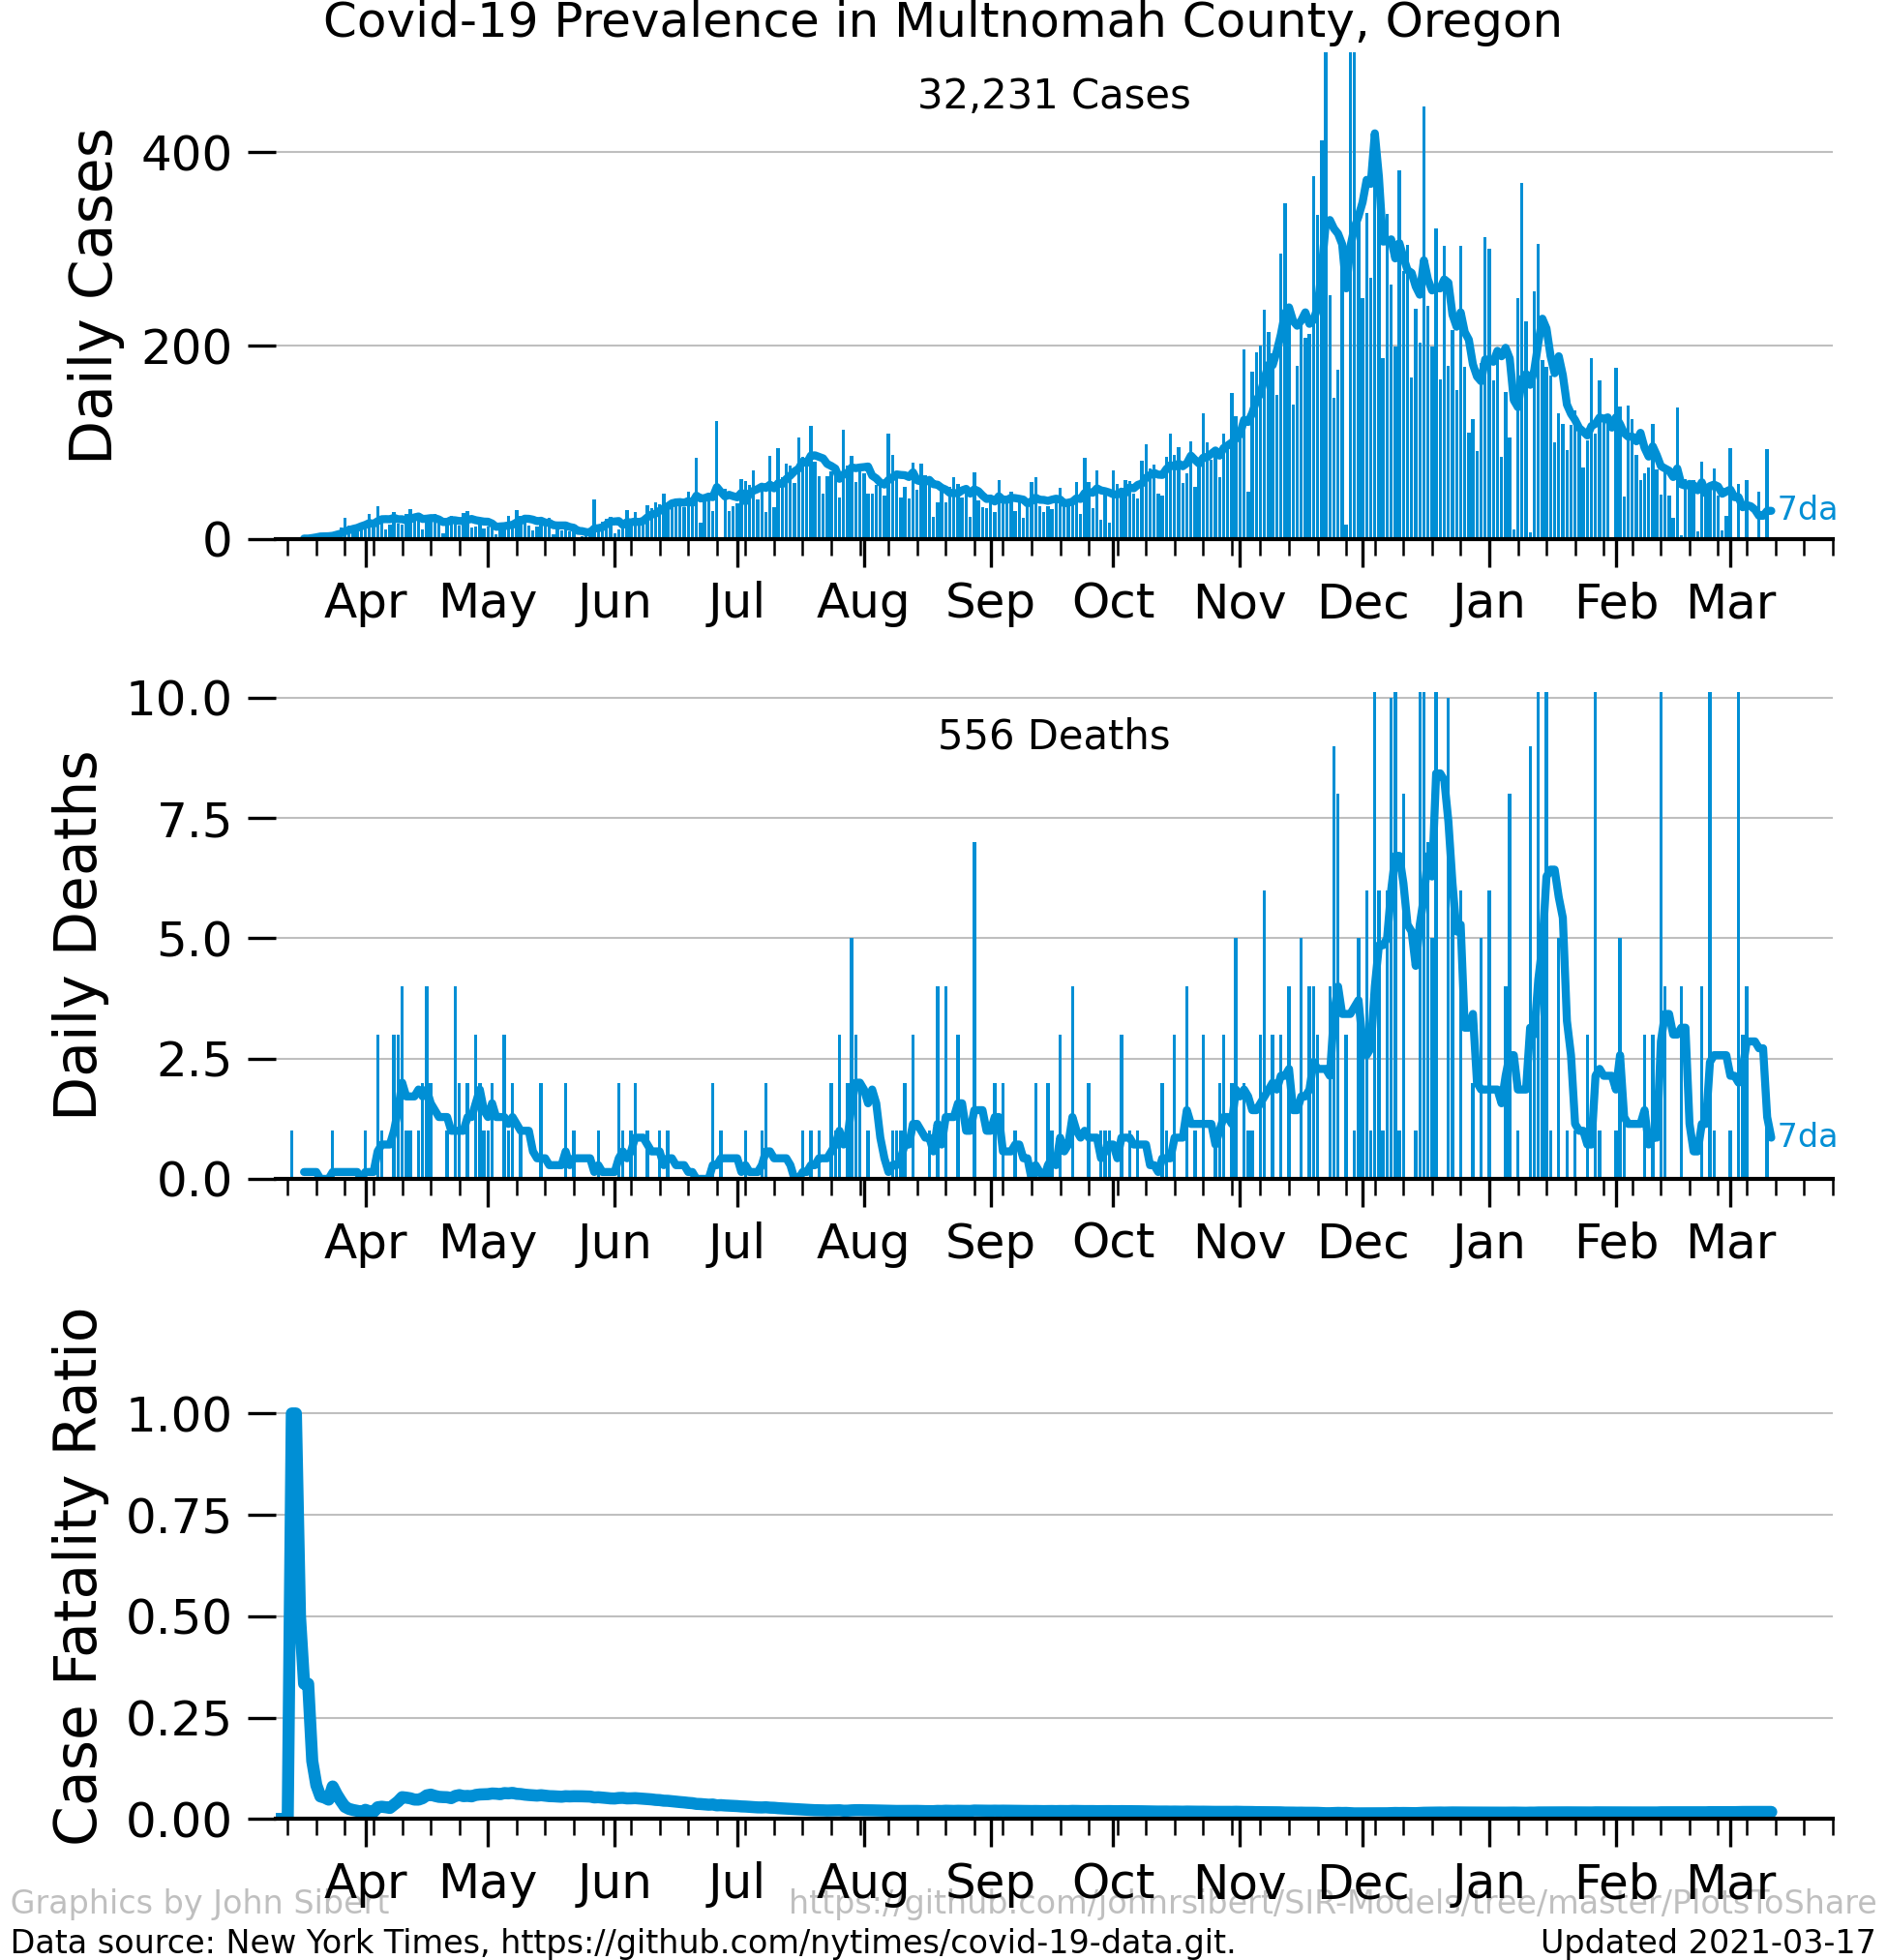 Covid-19 Prevalence in Multnomah County, Oregon
32,231 Cases
Daily Cases
400
200
0
7da
Apr May Jun Jul Aug Sep Oct Nov Dec Jan Feb Mar
556 Deaths
Daily Deaths
10.0
7.5
5.0
2.5
0.0
7da
Apr May Jun Jul Aug Sep Oct Nov Dec Jan Feb Mar
Case Fatality Ratio
1.00
0.75
0.50
0.25
0.00
Apr May Jun Jul Aug Sep Oct Nov Dec Jan Feb Mar
Graphics by John Sibert https://github.com/johnrsibert/SIR-Models/tree/master/PlotsToShare
Data source: New York Times, https://github.com/nytimes/covid-19-data.git. Updated 2021-03-17